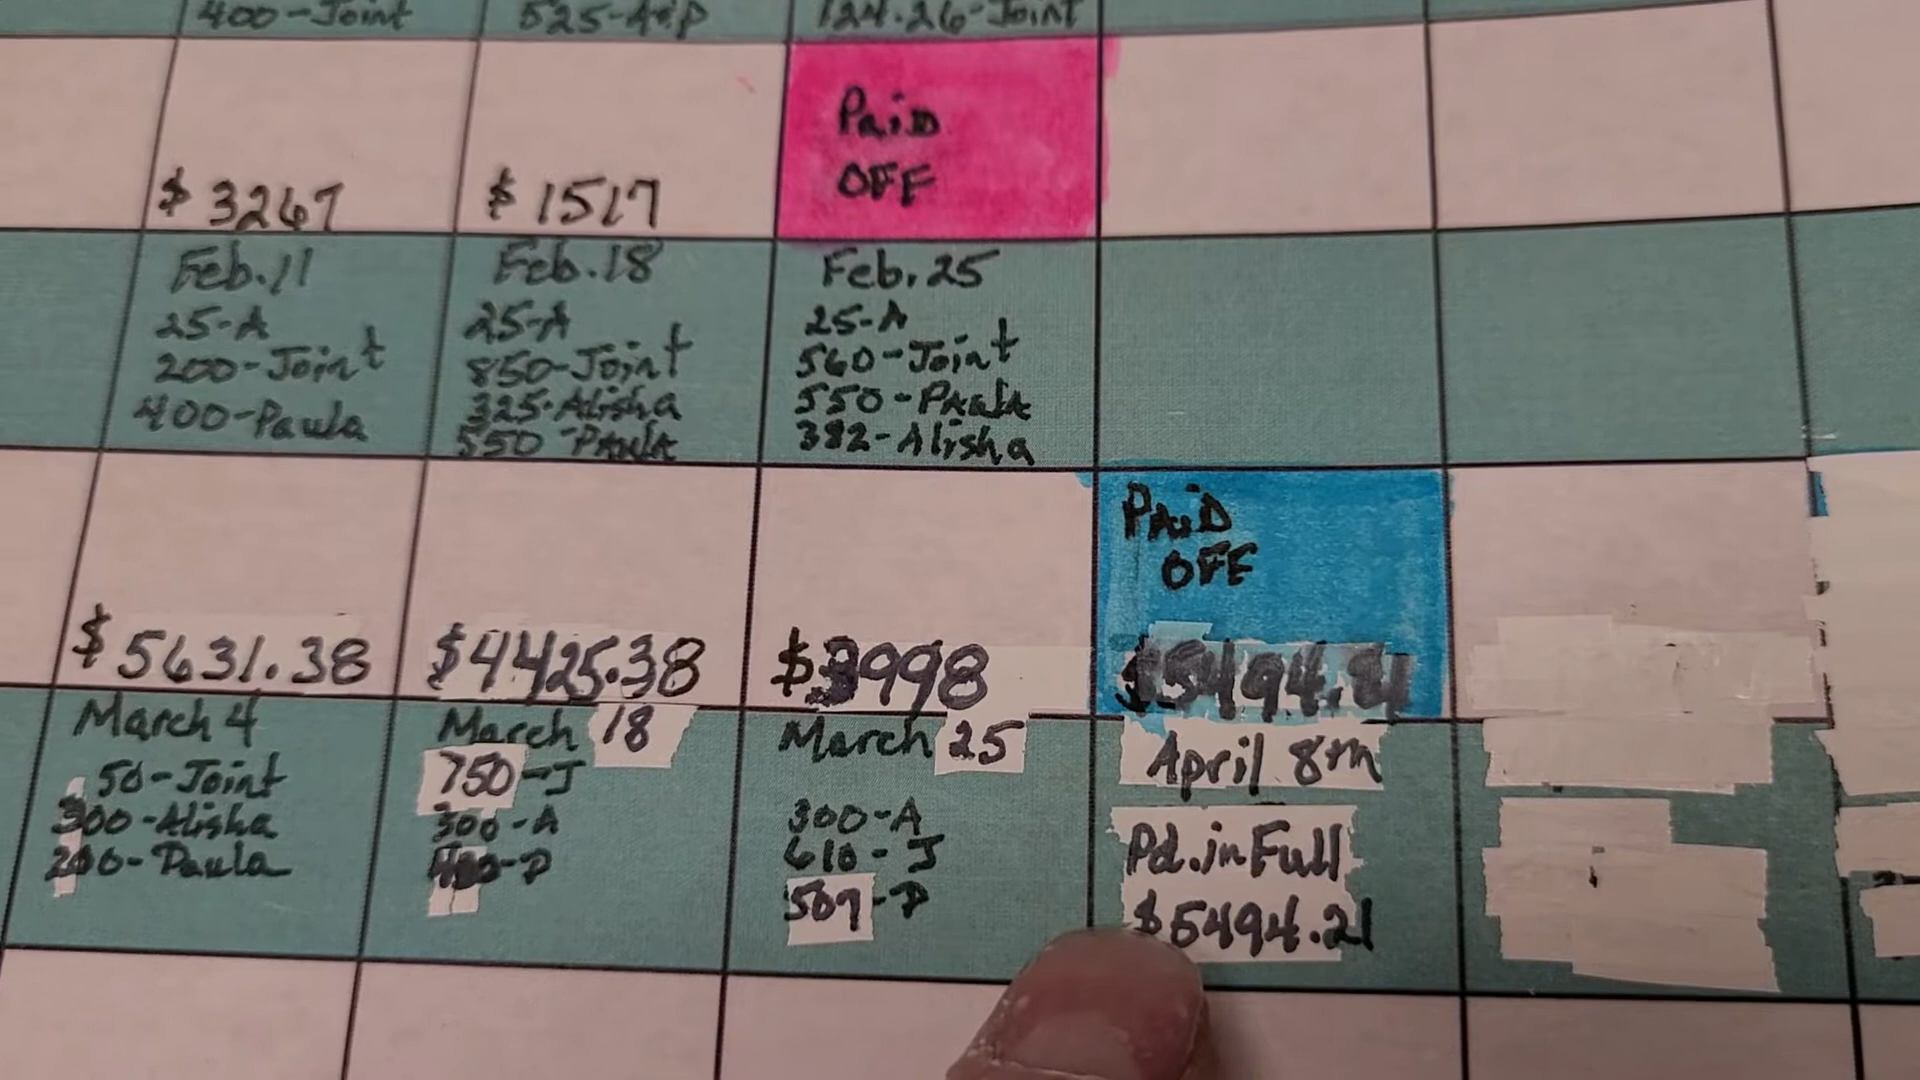 400-Joint
525-A&P
124.26-Joint
$3267
$1517
PAiD
OFF
Feb.11
25-A
200-Joint
400-Paula
Feb.18
25-A
850-Joint
325-Alisha
550-PAula
Feb.25
25-A
560-Joint
550-PAula
382-Alisha
$5631.38
$4425.38
$3998
PAiD
OFF
$5494.21
March 4
50-Joint
300-Alisha
200-Paula
March 18
750-J
300-A
400-P
March 25
300-A
610-J
507-P
April 8th
Pd.in Full
$5494.21